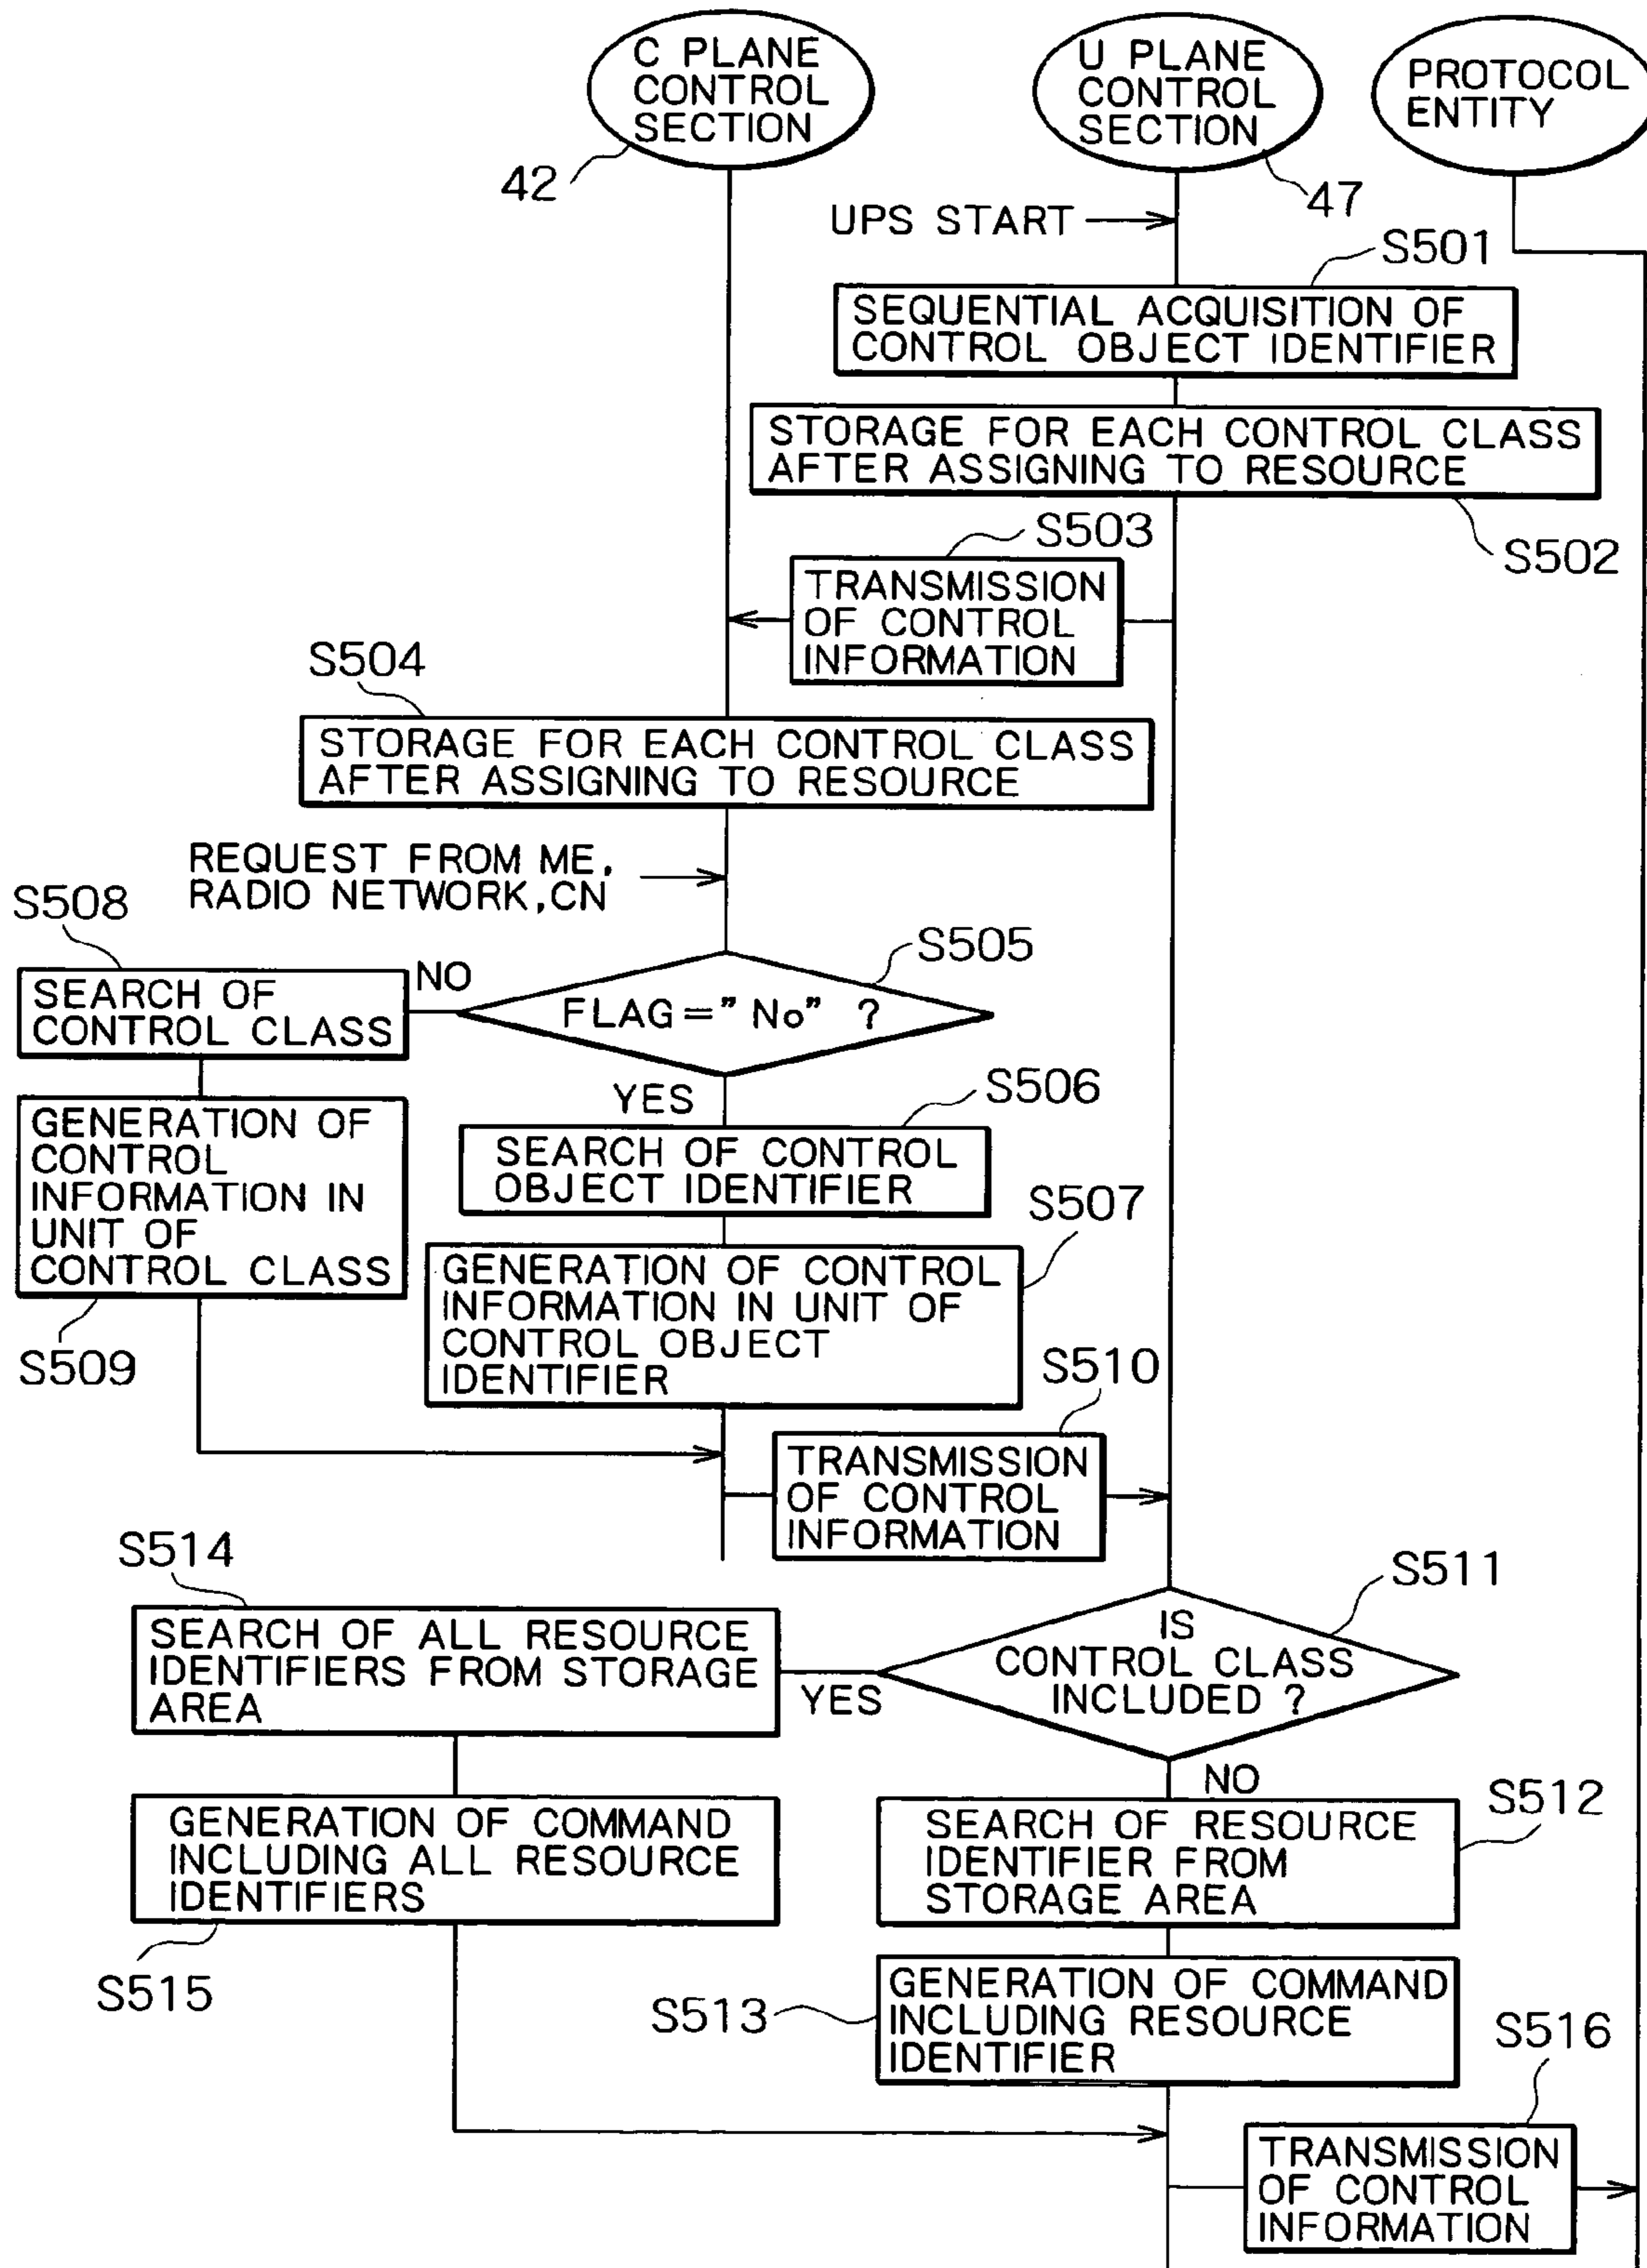 C PLANE
CONTROL
SECTION
U PLANE
CONTROL
SECTION
PROTOCOL
ENTITY
42
47
UPS START
S501
SEQUENTIAL ACQUISITION OF
CONTROL OBJECT IDENTIFIER
STORAGE FOR EACH CONTROL CLASS
AFTER ASSIGNING TO RESOURCE
S503
S502
TRANSMISSION
OF CONTROL
INFORMATION
S504
STORAGE FOR EACH CONTROL CLASS
AFTER ASSIGNING TO RESOURCE
REQUEST FROM ME,
RADIO NETWORK,CN
S508
S505
NO
SEARCH OF
CONTROL CLASS
FLAG="No" ?
YES
S506
GENERATION OF
CONTROL
INFORMATION IN
UNIT OF
CONTROL CLASS
SEARCH OF CONTROL
OBJECT IDENTIFIER
S507
GENERATION OF CONTROL
INFORMATION IN UNIT OF
CONTROL OBJECT
IDENTIFIER
S509
S510
TRANSMISSION
OF CONTROL
INFORMATION
S514
S511
SEARCH OF ALL RESOURCE
IDENTIFIERS FROM STORAGE
AREA
IS
CONTROL CLASS
INCLUDED ?
YES
NO
S512
GENERATION OF COMMAND
INCLUDING ALL RESOURCE
IDENTIFIERS
SEARCH OF RESOURCE
IDENTIFIER FROM
STORAGE AREA
S515
S513
GENERATION OF COMMAND
INCLUDING RESOURCE
IDENTIFIER
S516
TRANSMISSION
OF CONTROL
INFORMATION